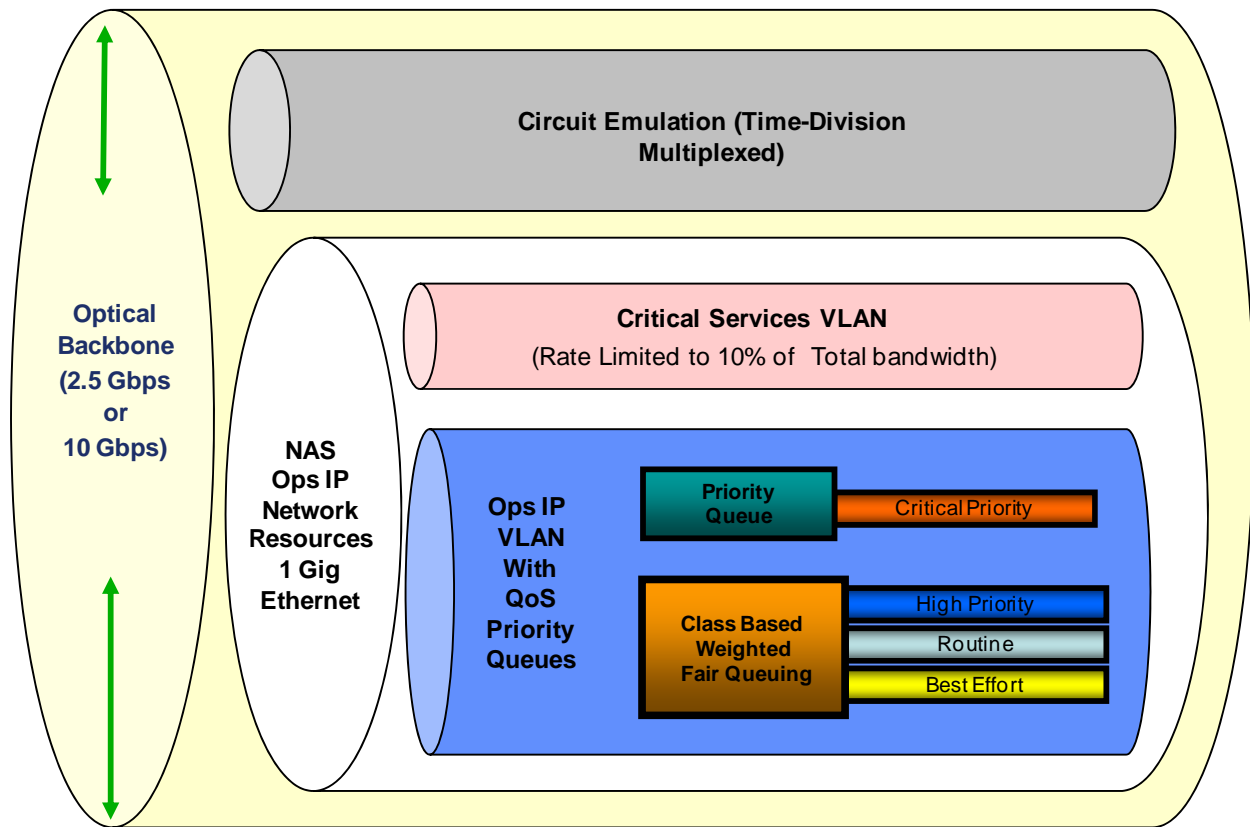 Circuit Emulation (Time-Division
Multiplexed)
Optical
Backbone
(2.5 Gbps
or
10 Gbps)
Critical Services VLAN
(Rate Limited to 10% of Total bandwidth)
NAS
Ops IP
Network
Resources
1 Gig
Ethernet
Ops IP
VLAN
With
QoS
Priority
Queues
Priority
Queue
Critical Priority
Class Based
Weighted
Fair Queuing
High Priority
Routine
Best Effort